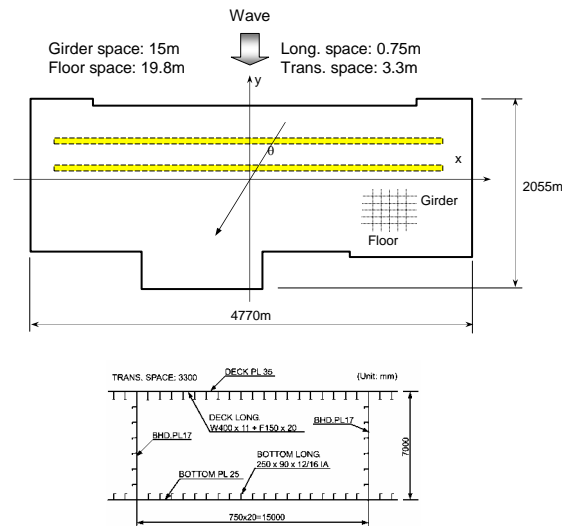 Wave
Girder space: 15m
Long. space: 0.75m
Floor space: 19.8m
Trans. space: 3.3m
y
θ
x
Girder
Floor
2055m
4770m
TRANS. SPACE: 3300
DECK PL 35
(Unit: mm)
DECK LONG.
W400 x 11 + F150 x 20
BHD.PL17
BHD.PL17
BOTTOM LONG.
250 x 90 x 12/16 IA
BOTTOM PL 25
7000
750x20=15000